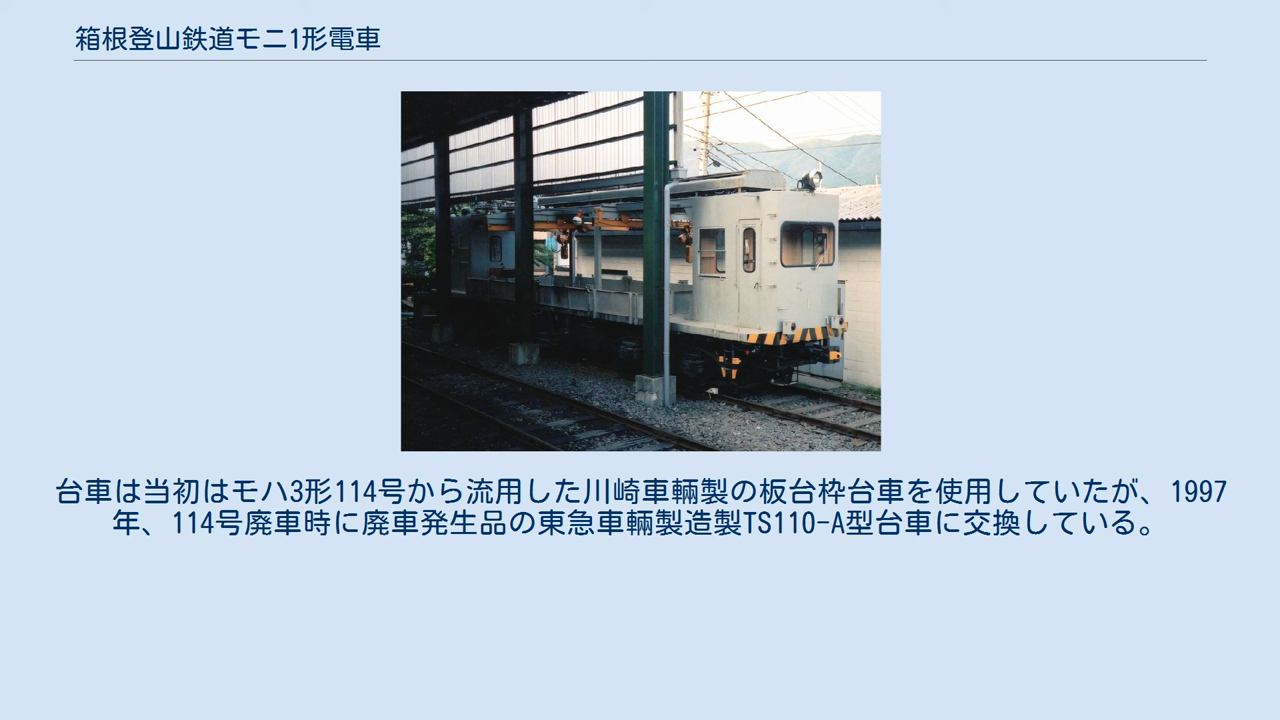 箱根登山鉄道モニ1形電車
台車は当初はモハ3形114号から流用した川崎車輛製の板台枠台車を使用していたが、1997
年、114号廃車時に廃車発生品の東急車輛製造製TS110-A型台車に交換している。